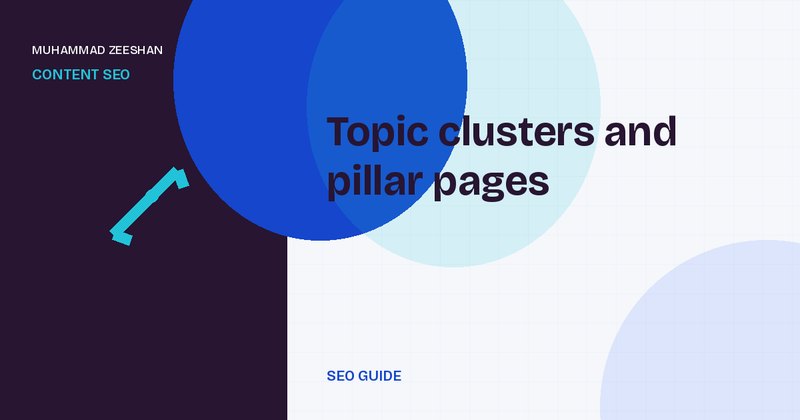 MUHAMMAD ZEESHAN
CONTENT SEO
Topic clusters and
pillar pages
SEO GUIDE